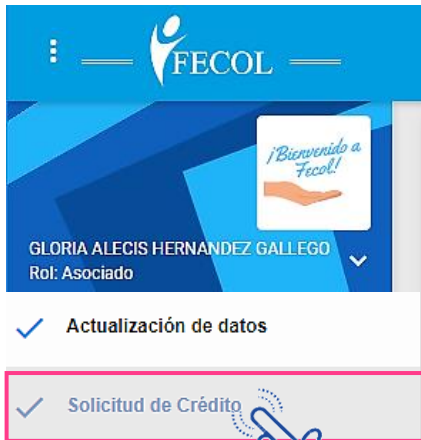 FECOL
¡Bienvenido a
Fecol!
GLORIA ALECIS HERNANDEZ GALLEGO
Rol: Asociado
Actualización de datos
Solicitud de Crédito